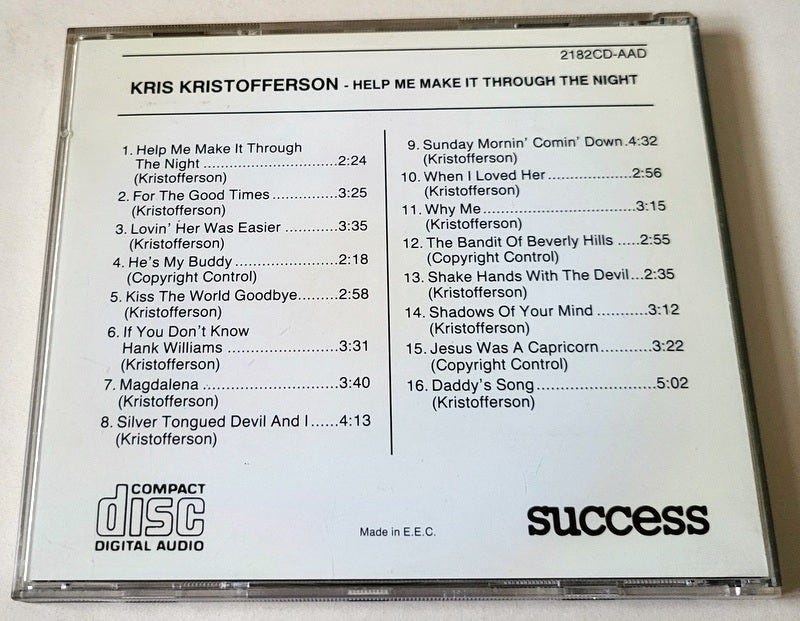 2182CD-AAD
KRIS KRISTOFFERSON - HELP ME MAKE IT THROUGH THE NIGHT
1. Help Me Make It Through
The Night ................................2:24
(Kristofferson)
2. For The Good Times ................3:25
(Kristofferson)
3. Lovin' Her Was Easier ............3:35
(Kristofferson)
4. He's My Buddy ........................2:18
(Copyright Control)
5. Kiss The World Goodbye.........2:58
(Kristofferson)
6. If You Don't Know
Hank Williams ........................3:31
(Kristofferson)
7. Magdalena ................................3:40
(Kristofferson)
8. Silver Tongued Devil And I......4:13
(Kristofferson)
9. Sunday Mornin' Comin' Down.4:32
(Kristofferson)
10. When I Loved Her..................2:56
(Kristofferson)
11. Why Me..................................3:15
(Kristofferson)
12. The Bandit Of Beverly Hills .....2:55
(Copyright Control)
13. Shake Hands With The Devil...2:35
(Kristofferson)
14. Shadows Of Your Mind ...........3:12
(Kristofferson)
15. Jesus Was A Capricorn...........3:22
(Copyright Control)
16. Daddy's Song.........................5:02
(Kristofferson)
COMPACT
disc
DIGITAL AUDIO
Made in E.E.C.
success